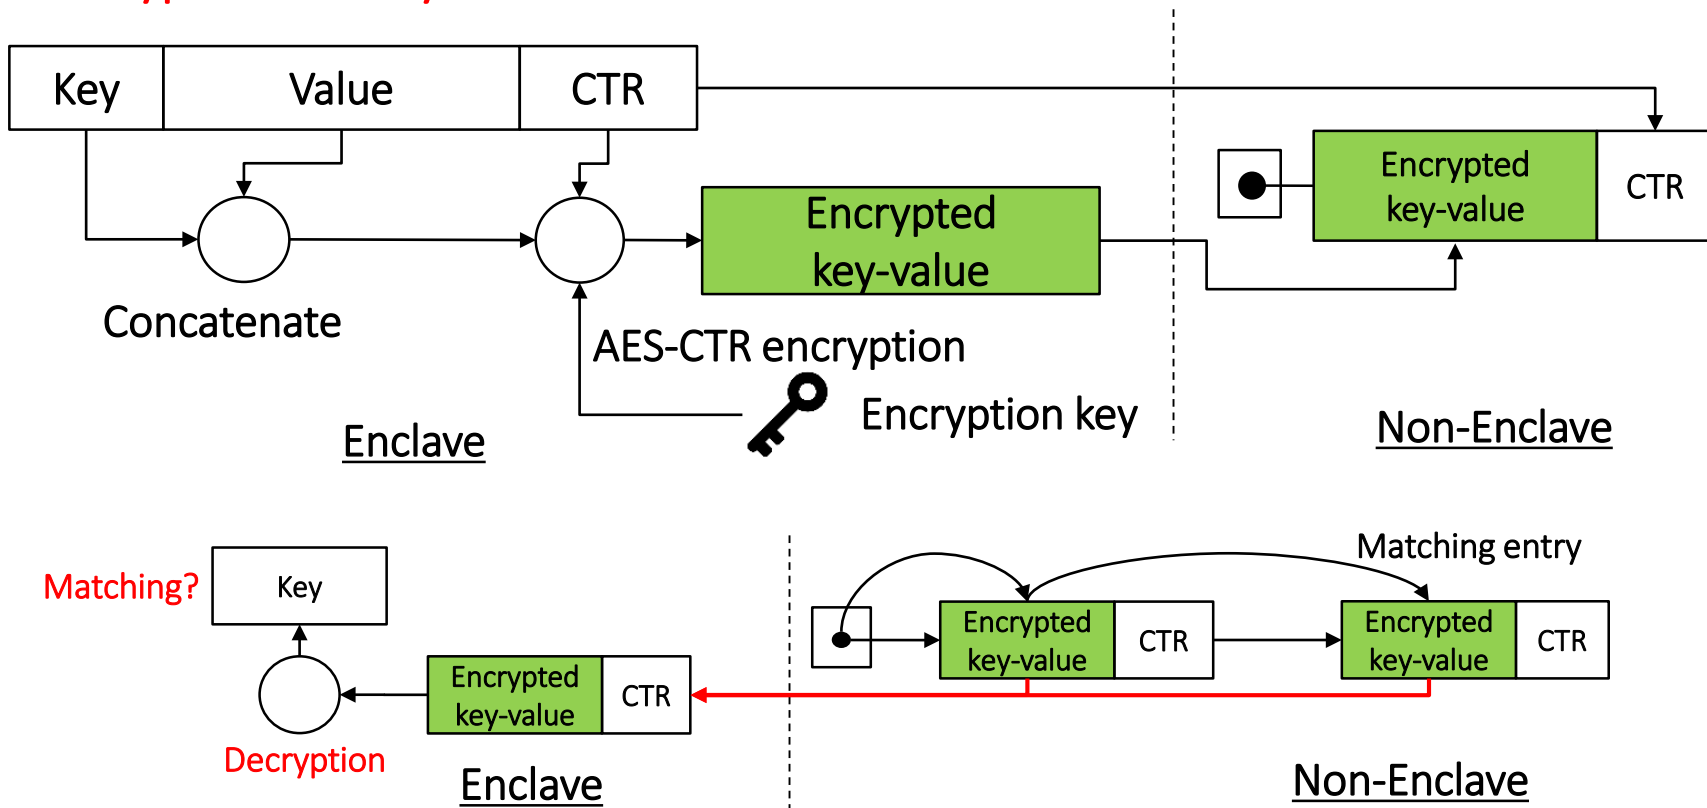 Key Value CTR
Encrypted
key-value
CTR
Encrypted
key-value
Concatenate
AES-CTR encryption
Encryption key
Enclave
Non-Enclave
Matching entry
Matching?
Key
Encrypted
key-value
CTR
Encrypted
key-value
CTR
Encrypted
key-value
CTR
Decryption
Enclave
Non-Enclave